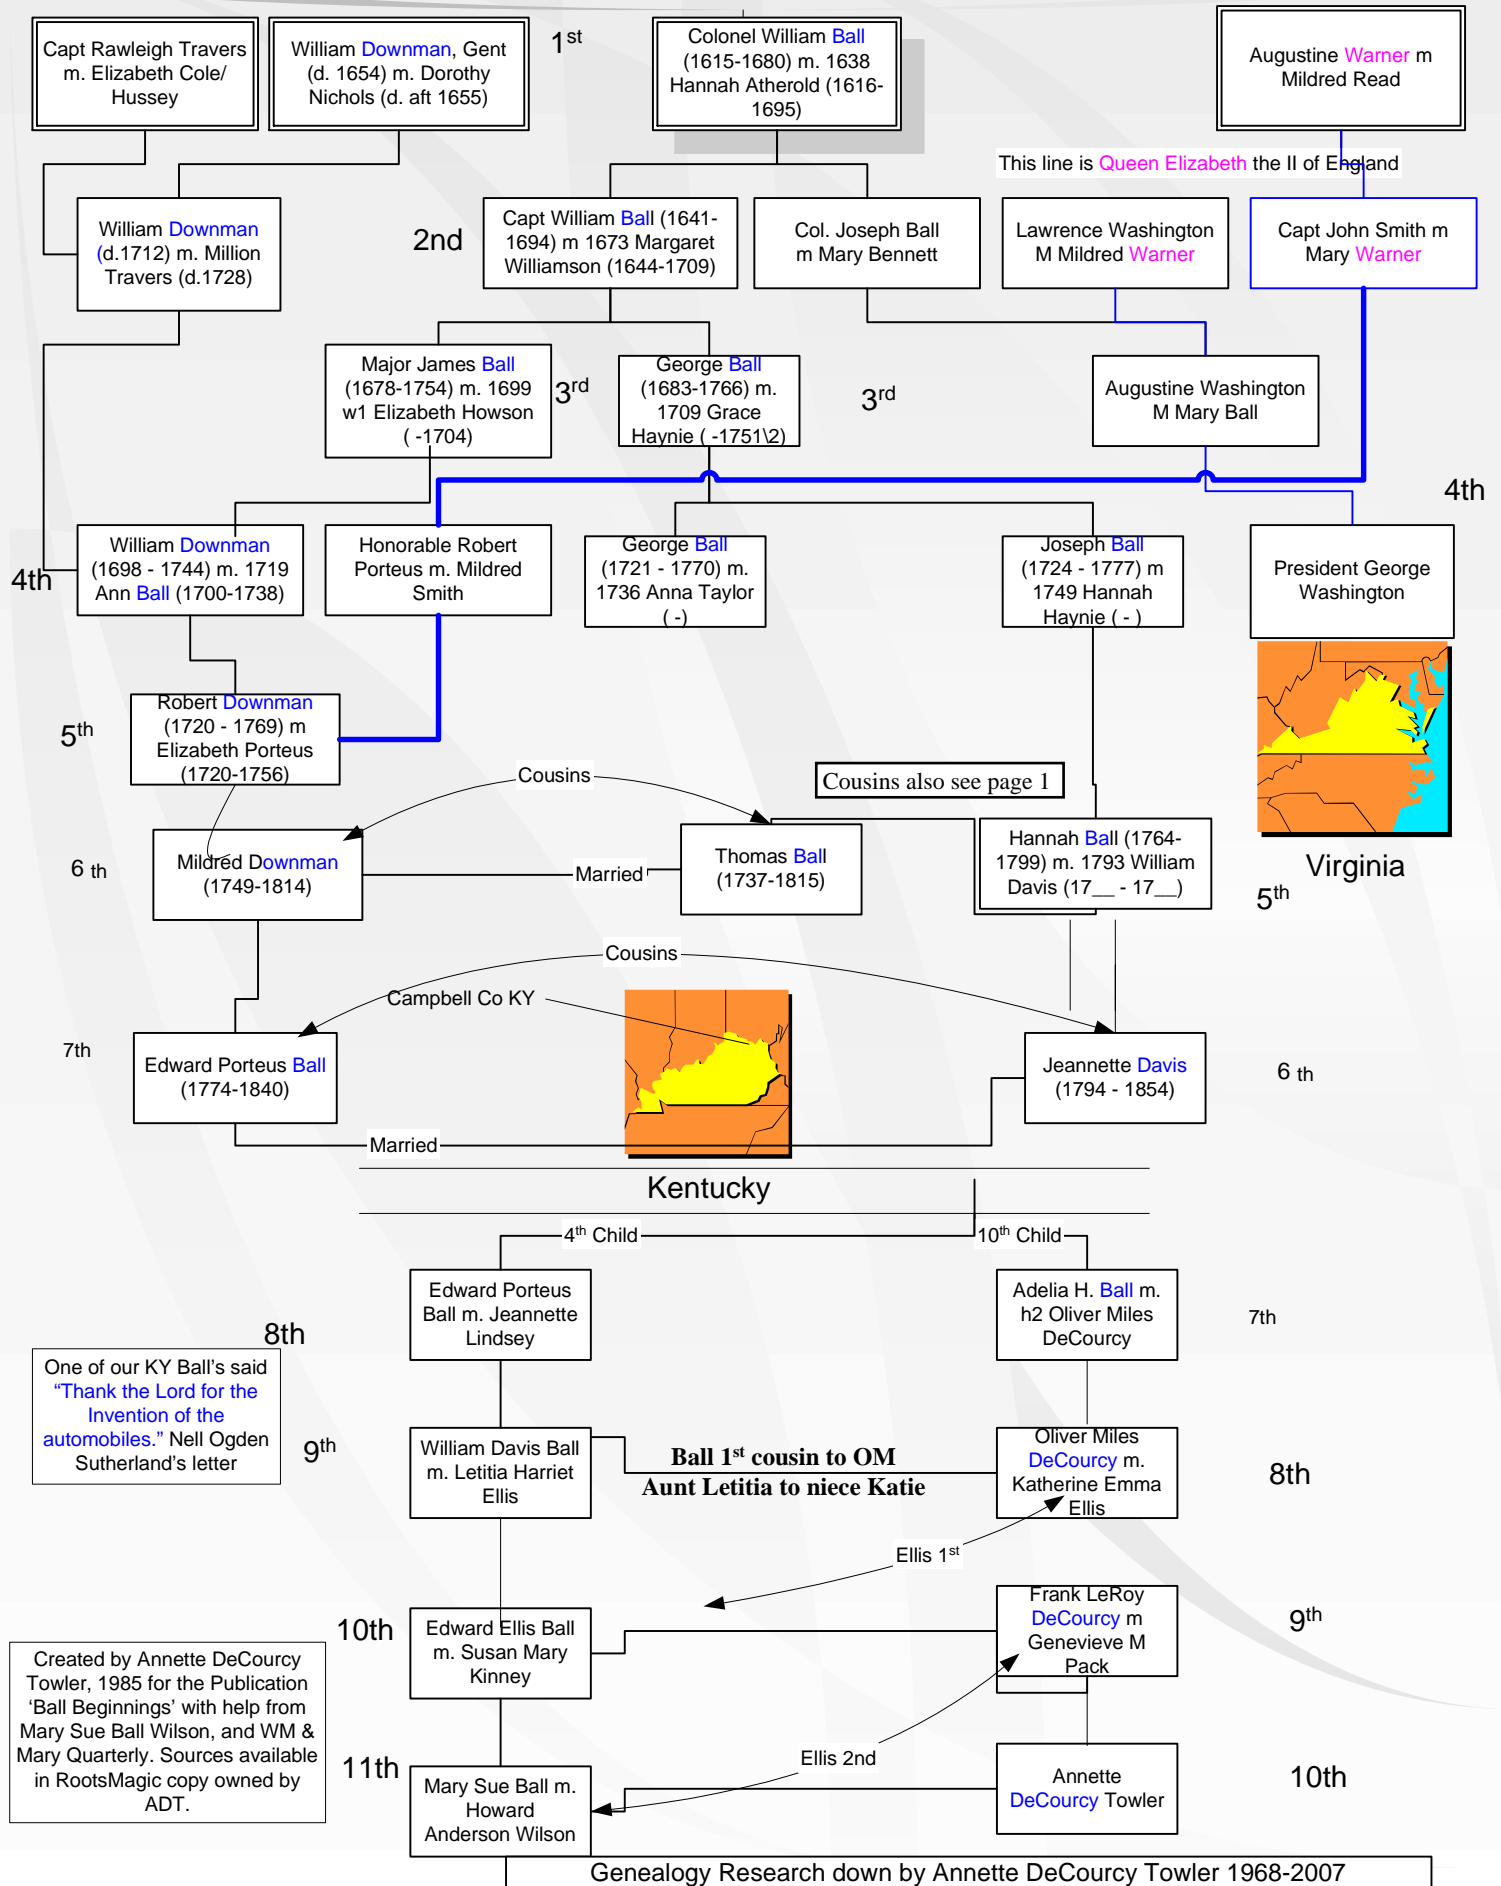 Capt Rawleigh Travers
m. Elizabeth Cole/
Hussey
William Downman, Gent
(d. 1654) m. Dorothy
Nichols (d. aft 1655)
1st
Colonel William Ball
(1615-1680) m. 1638
Hannah Atherold (1616-
1695)
Augustine Warner m
Mildred Read
This line is Queen Elizabeth the II of England
William Downman
(d.1712) m. Million
Travers (d.1728)
2nd
Capt William Ball (1641-
1694) m 1673 Margaret
Williamson (1644-1709)
Col. Joseph Ball
m Mary Bennett
Lawrence Washington
M Mildred Warner
Capt John Smith m
Mary Warner
Major James Ball
(1678-1754) m. 1699
w1 Elizabeth Howson
( -1704)
3rd
George Ball
(1683-1766) m.
1709 Grace
Haynie ( -1751\2)
3rd
Augustine Washington
M Mary Ball
4th
4th
William Downman
(1698 - 1744) m. 1719
Ann Ball (1700-1738)
Honorable Robert
Porteus m. Mildred
Smith
George Ball
(1721 - 1770) m.
1736 Anna Taylor
( -)
Joseph Ball
(1724 - 1777) m
1749 Hannah
Haynie ( - )
President George
Washington
5th
Robert Downman
(1720 - 1769) m
Elizabeth Porteus
(1720-1756)
Cousins
Cousins also see page 1
Virginia
6 th
Mildred Downman
(1749-1814)
Married
Thomas Ball
(1737-1815)
Hannah Ball (1764-
1799) m. 1793 William
Davis (17__ - 17__)
5th
Cousins
Campbell Co KY
7th
Edward Porteus Ball
(1774-1840)
Jeannette Davis
(1794 - 1854)
6 th
Married
Kentucky
4th Child
10th Child
8th
Edward Porteus
Ball m. Jeannette
Lindsey
Adelia H. Ball m.
h2 Oliver Miles
DeCourcy
7th
One of our KY Ball's said
“Thank the Lord for the
Invention of the
automobiles.” Nell Ogden
Sutherland's letter
9th
William Davis Ball
m. Letitia Harriet
Ellis
Ball 1st cousin to OM
Aunt Letitia to niece Katie
Oliver Miles
DeCourcy m.
Katherine Emma
Ellis
8th
Ellis 1st
10th
Edward Ellis Ball
m. Susan Mary
Kinney
Frank LeRoy
DeCourcy m
Genevieve M
Pack
9th
Created by Annette DeCourcy
Towler, 1985 for the Publication
‘Ball Beginnings’ with help from
Mary Sue Ball Wilson, and WM &
Mary Quarterly. Sources available
in RootsMagic copy owned by
ADT.
Ellis 2nd
11th
Mary Sue Ball m.
Howard
Anderson Wilson
Annette
DeCourcy Towler
10th
Genealogy Research down by Annette DeCourcy Towler 1968-2007